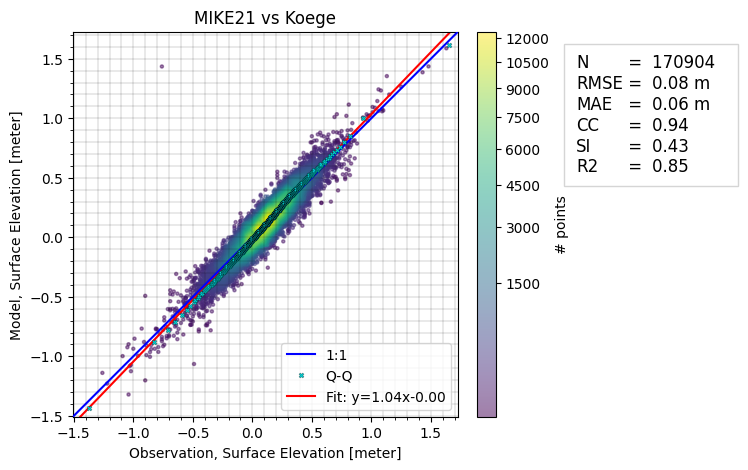 MIKE21 vs Koege
Model, Surface Elevation [meter]
1.5
1.0
0.5
0.0
−0.5
−1.0
−1.5
−1.5 −1.0 −0.5 0.0 0.5 1.0 1.5
Observation, Surface Elevation [meter]
1:1
Q-Q
Fit: y=1.04x-0.00
12000
10500
9000
7500
6000
4500
3000
1500
# points
N = 170904
RMSE = 0.08 m
MAE = 0.06 m
CC = 0.94
SI = 0.43
R2 = 0.85